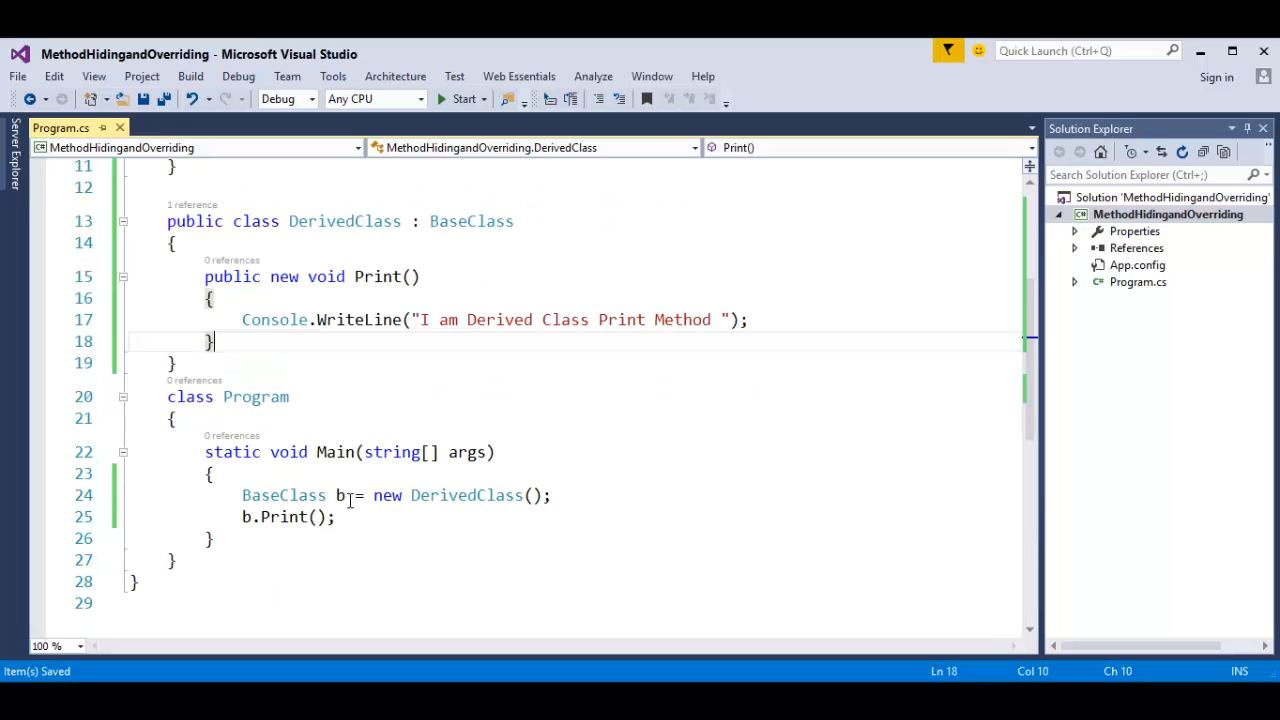 MethodHidingandOverriding - Microsoft Visual Studio
Quick Launch (Ctrl+Q)
File Edit View Project Build Debug Team Tools Architecture Test Web Essentials Analyze Window Help
Sign in
Debug Any CPU Start
Server Explorer
Program.cs
MethodHidingandOverriding MethodHidingandOverriding.DerivedClass Print()
11 }
12
1 reference
13 public class DerivedClass : BaseClass
14 {
0 references
15 public new void Print()
16 {
17 Console.WriteLine("I am Derived Class Print Method ");
18 }
19 }
0 references
20 class Program
21 {
0 references
22 static void Main(string[] args)
23 {
24 BaseClass b = new DerivedClass();
25 b.Print();
26 }
27 }
28 }
29
100 %
Solution Explorer
Search Solution Explorer (Ctrl+;)
Solution 'MethodHidingandOverriding'
C# MethodHidingandOverriding
Properties
References
App.config
C# Program.cs
Item(s) Saved Ln 18 Col 10 Ch 10 INS